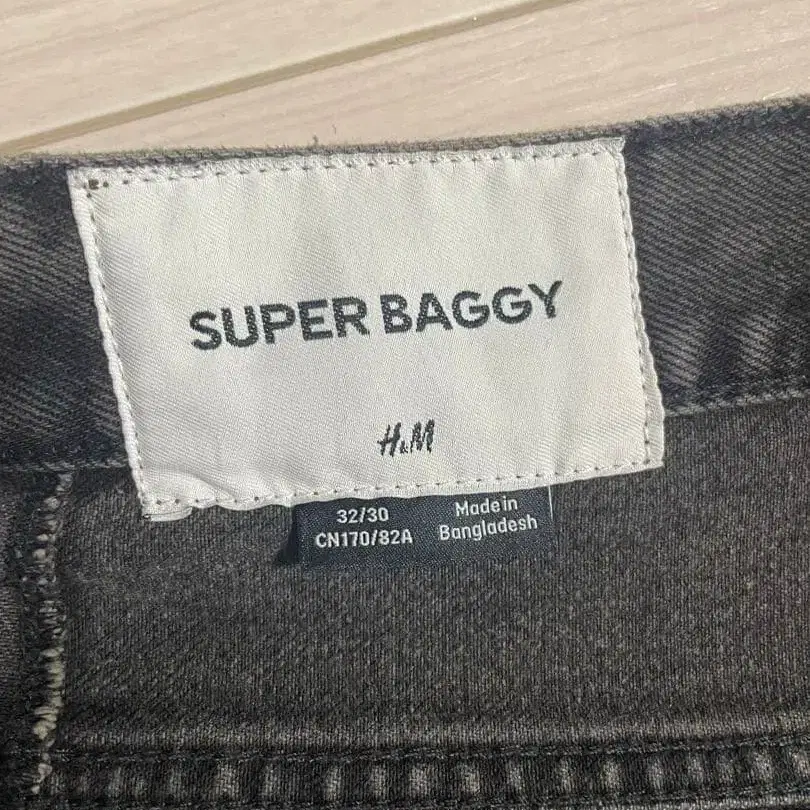 SUPER BAGGY
H&M
32/30
CN170/82A
Made in
Bangladesh